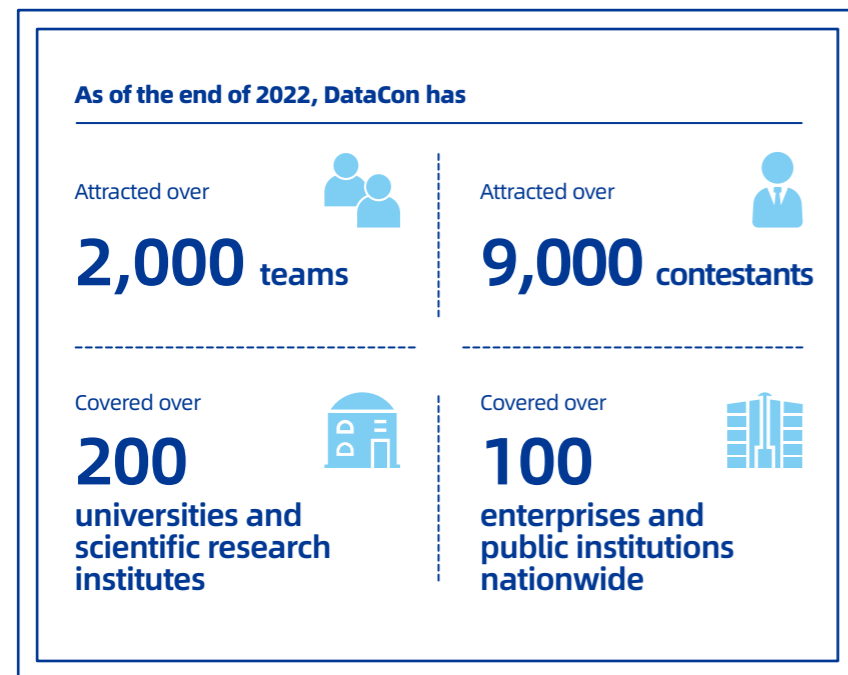 As of the end of 2022, DataCon has
Attracted over
2,000 teams
Attracted over
9,000 contestants
Covered over
200
universities and
scientific research
institutes
Covered over
100
enterprises and
public institutions
nationwide